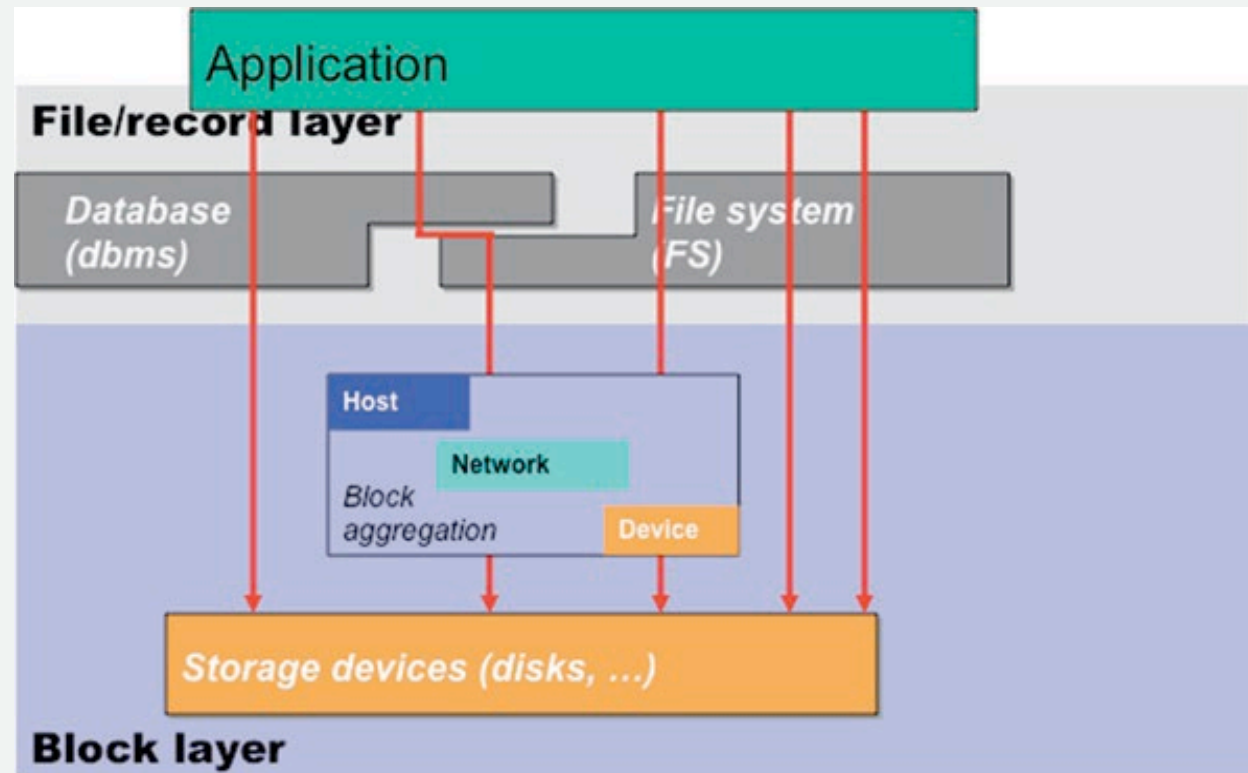 Application
File/record layer
Database
(dbms)
File system
(FS)
Host
Network
Block
aggregation
Device
Storage devices (disks, ...)
Block layer